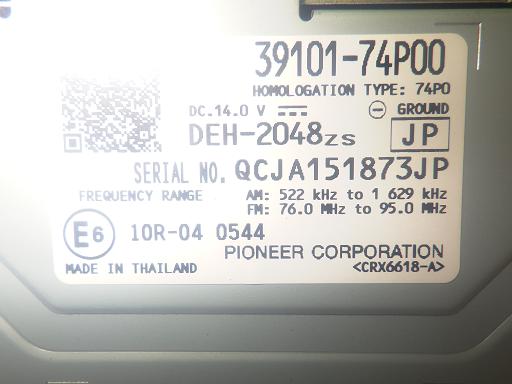 39101-74P00
HOMOLOGATION TYPE: 74P0
DC.14.0 V ⎓ ⊖ GROUND
DEH-2048ZS JP
SERIAL NO. QCJA151873JP
FREQUENCY RANGE AM: 522 kHz to 1 629 kHz
FM: 76.0 MHz to 95.0 MHz
E6 10R-04 0544
PIONEER CORPORATION
MADE IN THAILAND <CRX6618-A>